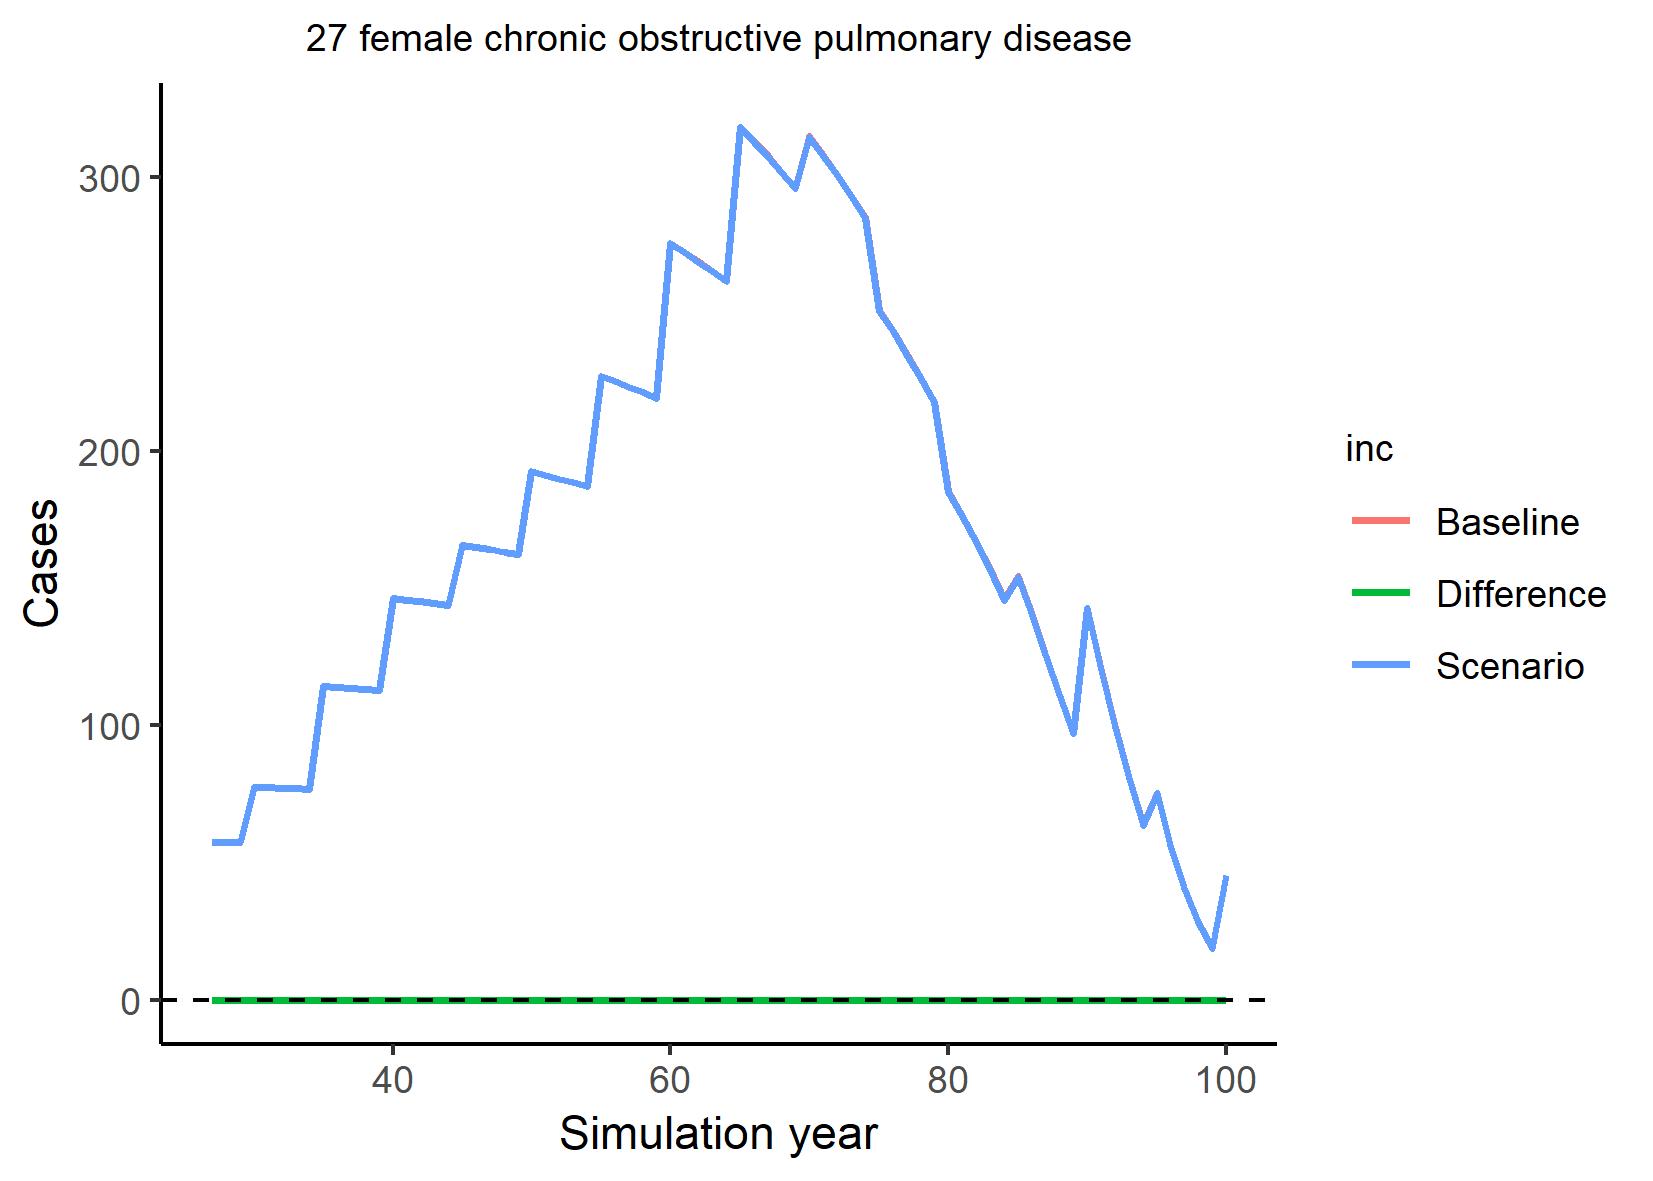 27 female chronic obstructive pulmonary disease
300
200
100
0
Cases
40 60 80 100
Simulation year
inc
Baseline
Difference
Scenario